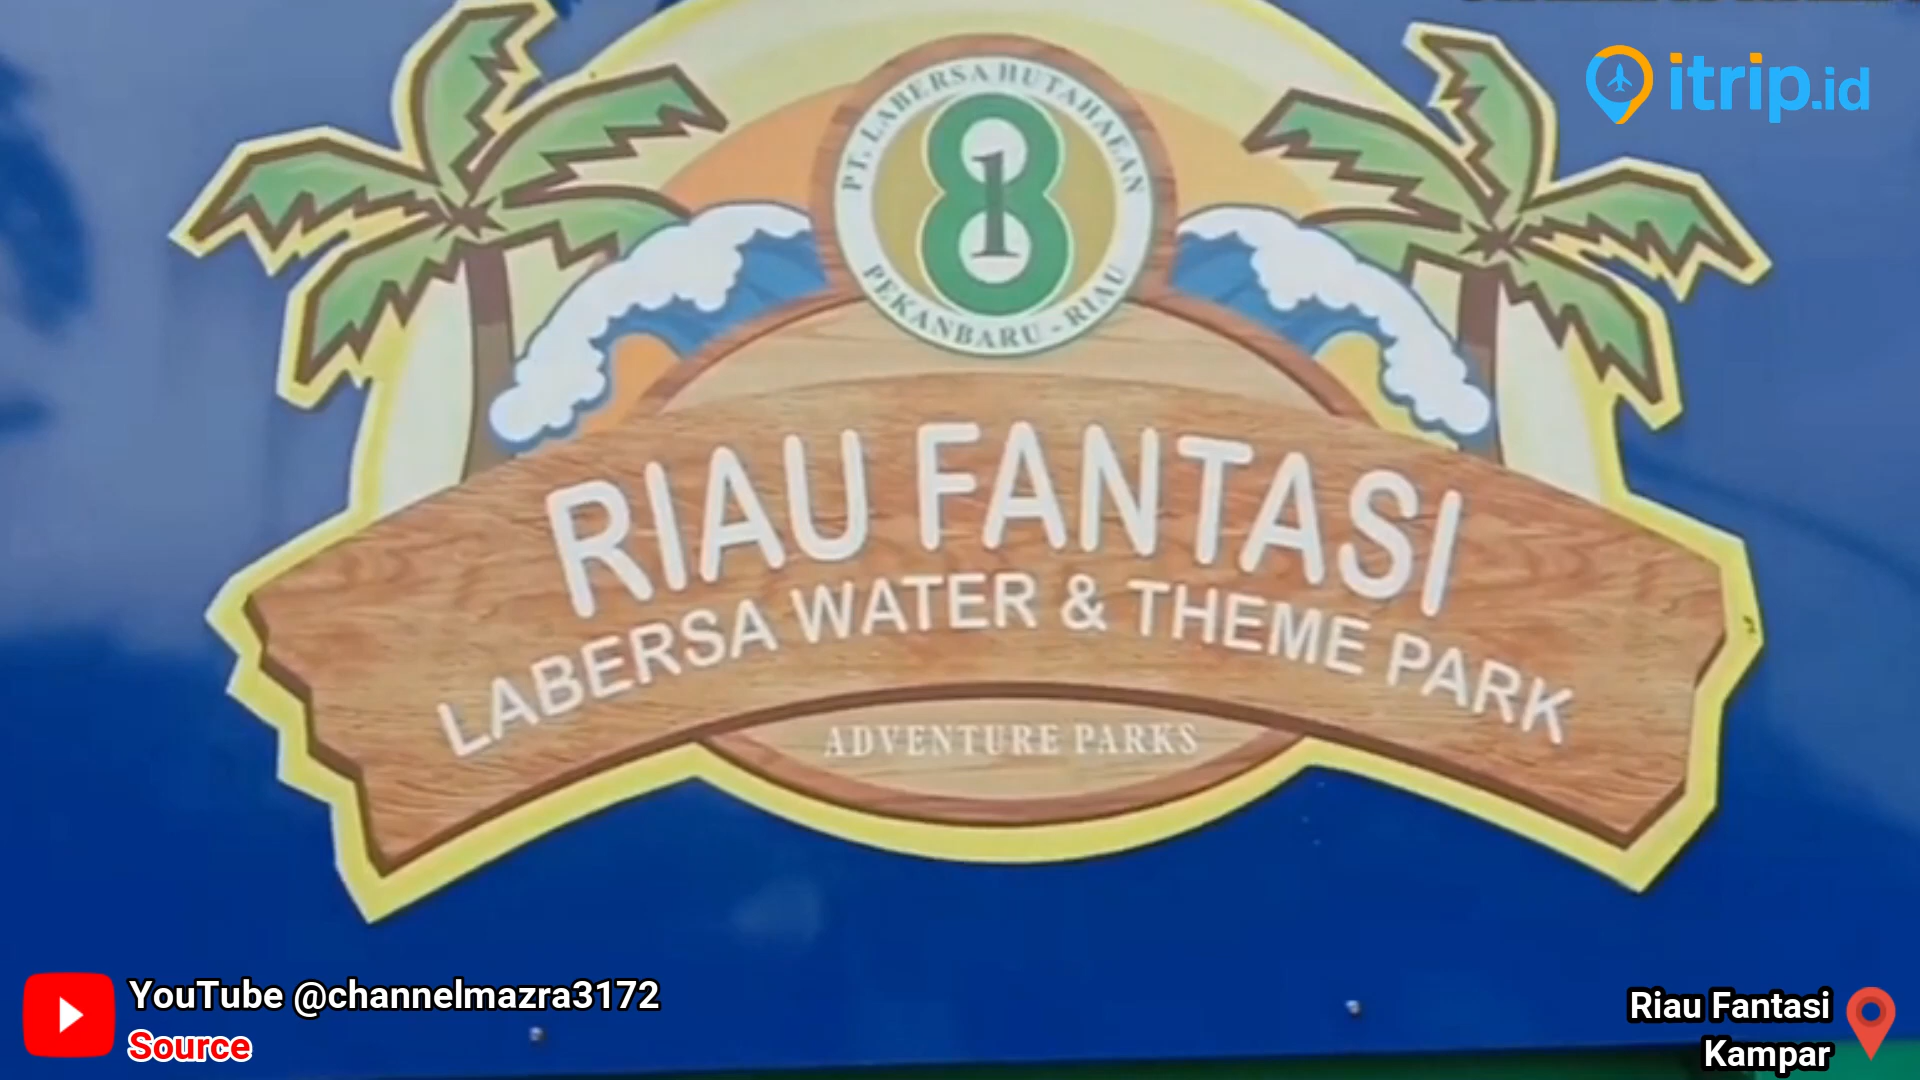 itrip.id
PT. LABERSA HUTAHAEAN
8
1
PEKANBARU - RIAU
RIAU FANTASI
LABERSA WATER & THEME PARK
ADVENTURE PARKS
YouTube @channelmazra3172
Source
Riau Fantasi
Kampar